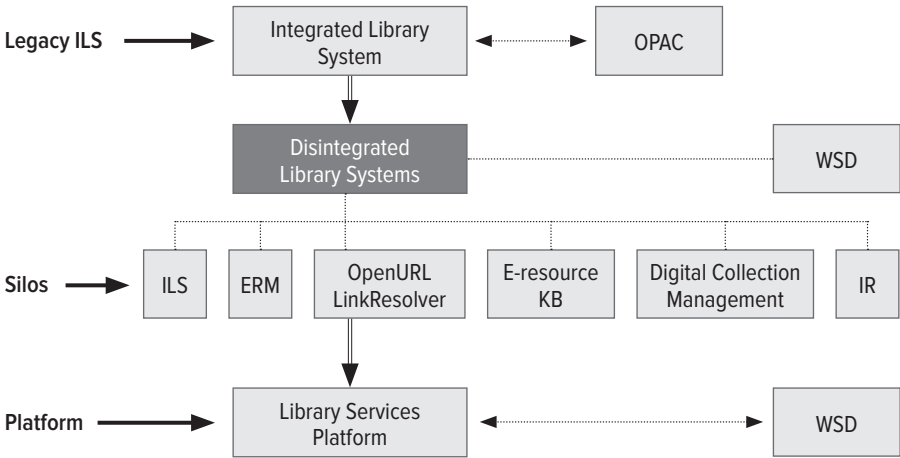 Legacy ILS
Integrated Library
System
OPAC
Disintegrated
Library Systems
WSD
Silos
ILS
ERM
OpenURL
LinkResolver
E-resource
KB
Digital Collection
Management
IR
Platform
Library Services
Platform
WSD